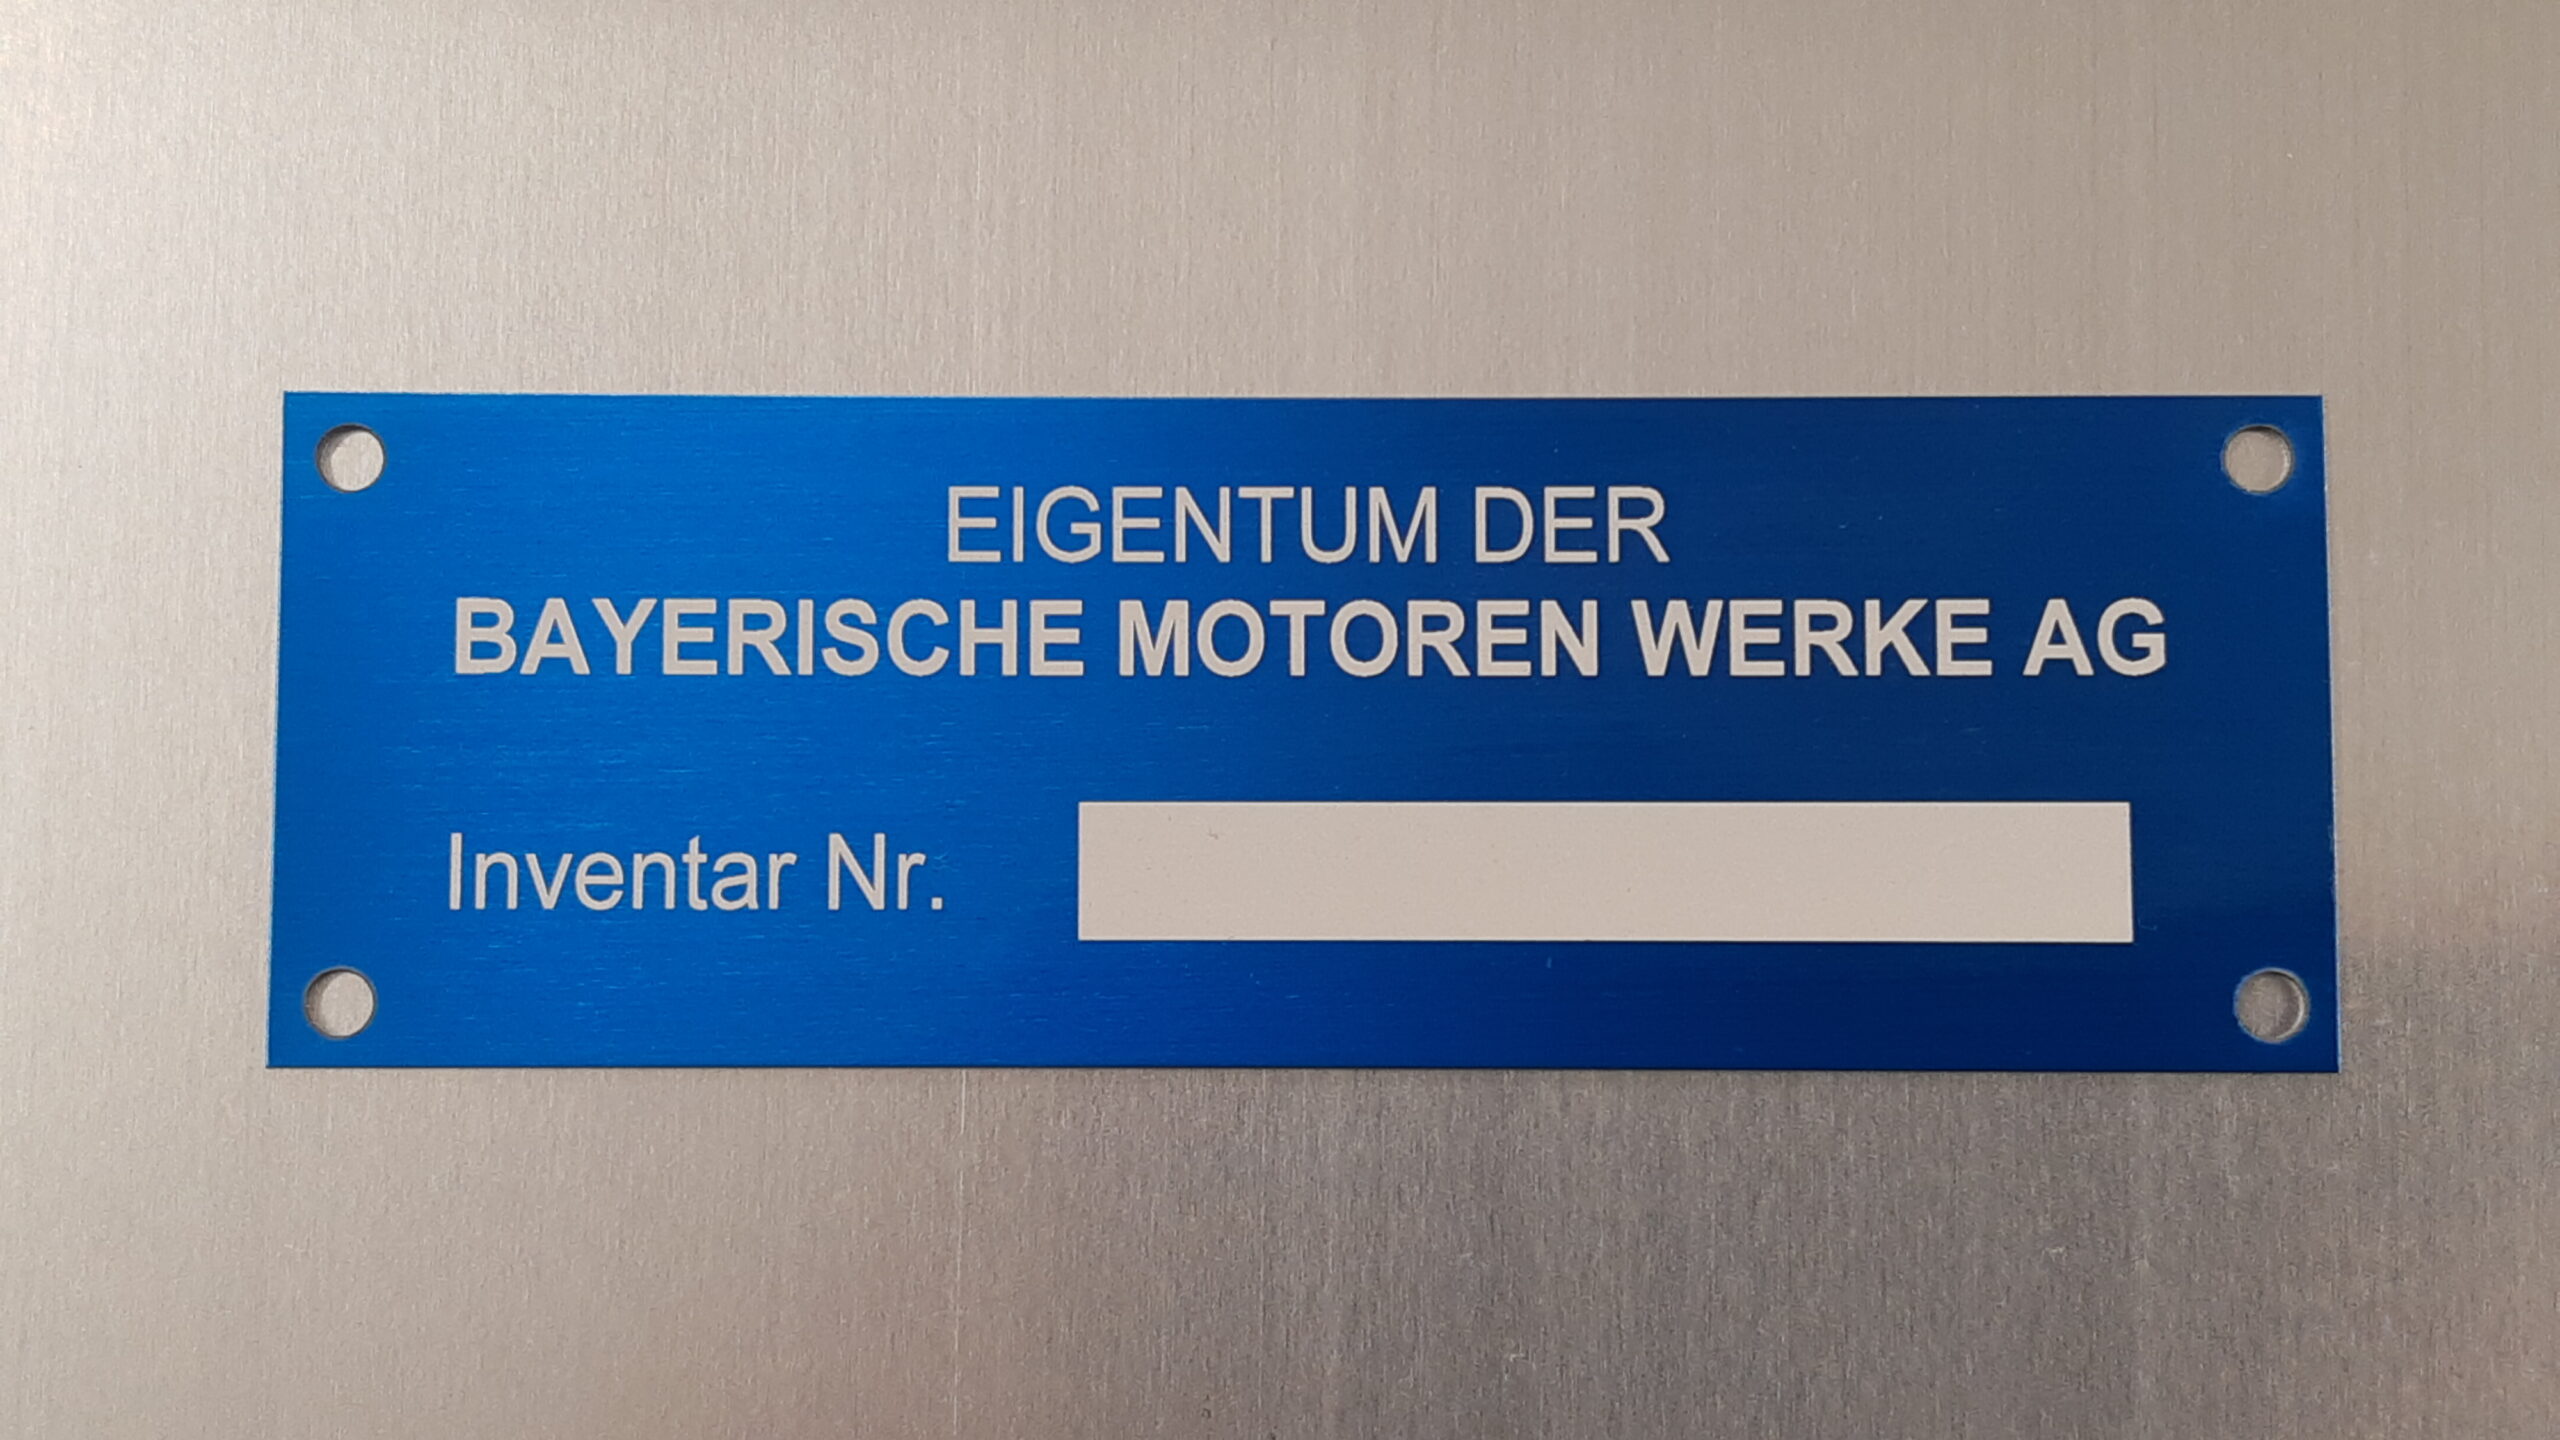 EIGENTUM DER
BAYERISCHE MOTOREN WERKE AG
Inventar Nr.